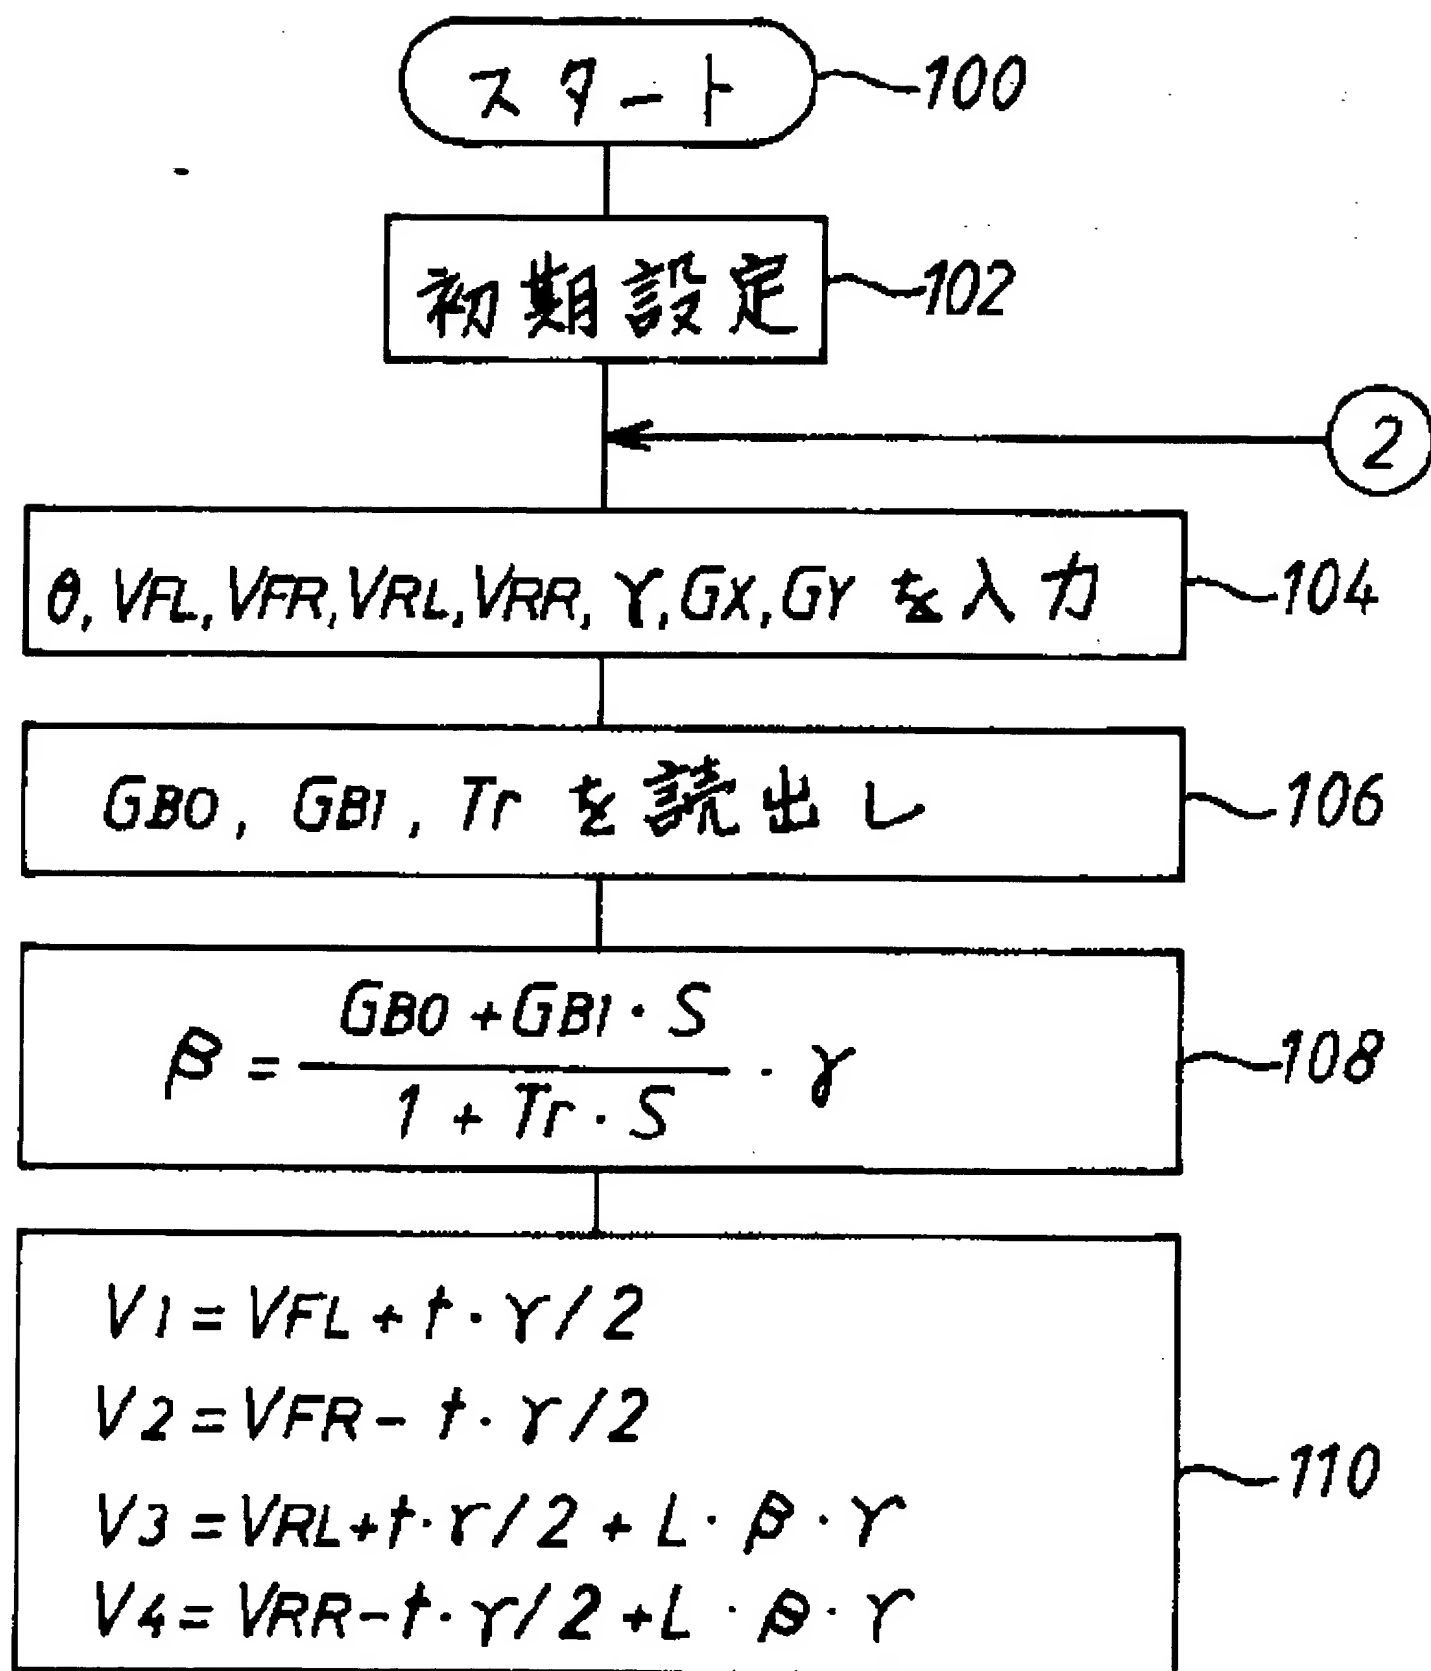 スタート 100
初期設定 102
2
θ, VFL, VFR, VRL, VRR, γ, GX, GY を入力 104
GB0, GB1, Tr を読出し 106
GB0 + GB1・S
β = ・γ 108
1 + Tr・S
V1 = VFL + t・γ/2
V2 = VFR - t・γ/2
110
V3 = VRL + t・γ/2 + L・β・γ
V4 = VRR - t・γ/2 + L・β・γ